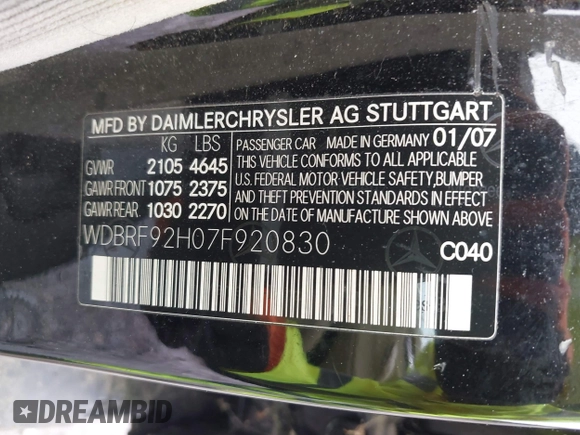 MFD BY DAIMLERCHRYSLER AG STUTTGART
KG LBS
GVWR 2105 4645
GAWR FRONT 1075 2375
GAWR REAR 1030 2270
PASSENGER CAR MADE IN GERMANY 01/07
THIS VEHICLE CONFORMS TO ALL APPLICABLE
U.S. FEDERAL MOTOR VEHICLE SAFETY, BUMPER
AND THEFT PREVENTION STANDARDS IN EFFECT
ON THE DATE OF MANUFACTURE SHOWN ABOVE
WDBRF92H07F920830
C040
DREAMBID